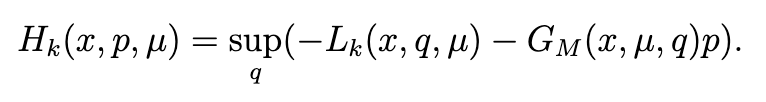 H_k(x, p, μ) = sup_q(−L_k(x, q, μ) − G_M(x, μ, q)p).